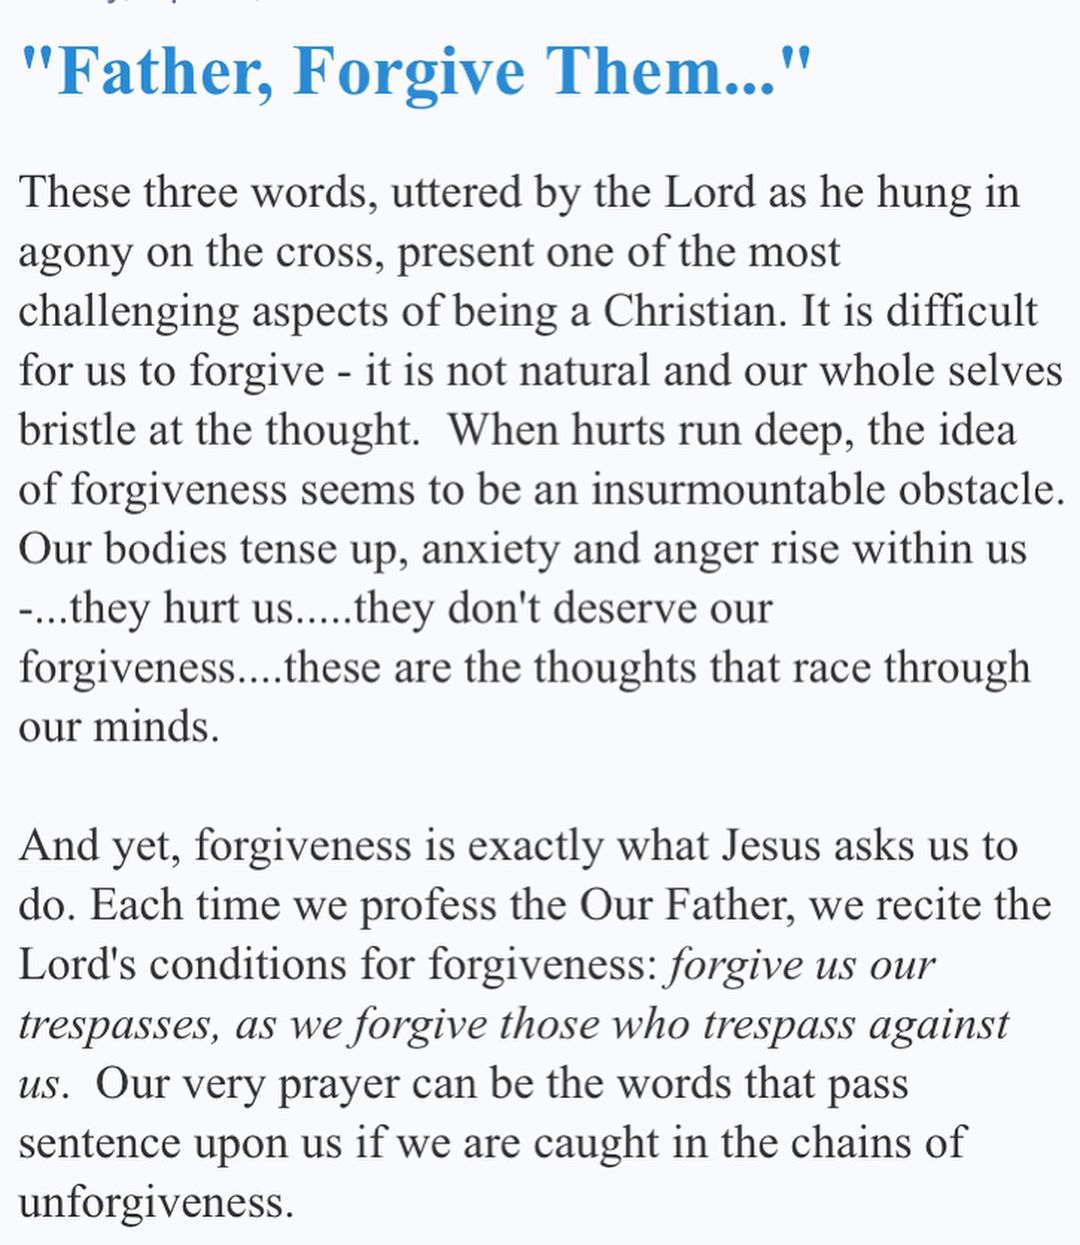 "Father, Forgive Them..."
These three words, uttered by the Lord as he hung in
agony on the cross, present one of the most
challenging aspects of being a Christian. It is difficult
for us to forgive - it is not natural and our whole selves
bristle at the thought.  When hurts run deep, the idea
of forgiveness seems to be an insurmountable obstacle.
Our bodies tense up, anxiety and anger rise within us
-...they hurt us.....they don't deserve our
forgiveness....these are the thoughts that race through
our minds.
And yet, forgiveness is exactly what Jesus asks us to
do. Each time we profess the Our Father, we recite the
Lord's conditions for forgiveness: forgive us our
trespasses, as we forgive those who trespass against
us.  Our very prayer can be the words that pass
sentence upon us if we are caught in the chains of
unforgiveness.